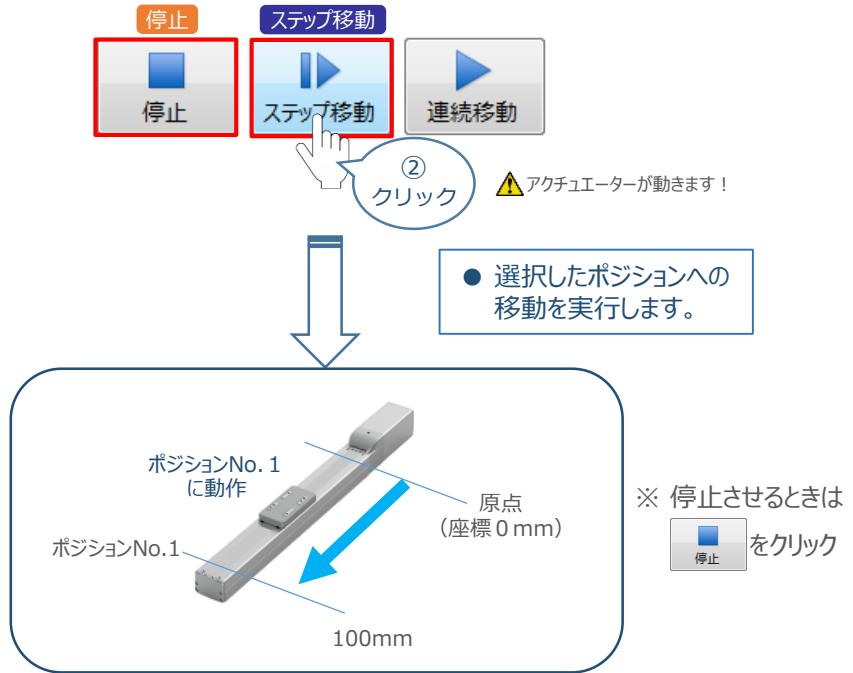 停止
ステップ移動
停止
ステップ移動
連続移動
②
クリック
アクチュエーターが動きます！
● 選択したポジションへの
移動を実行します。
ポジションNo. 1
に動作
原点
（座標０mm）
ポジションNo.1
100mm
※ 停止させるときは
停止
をクリック